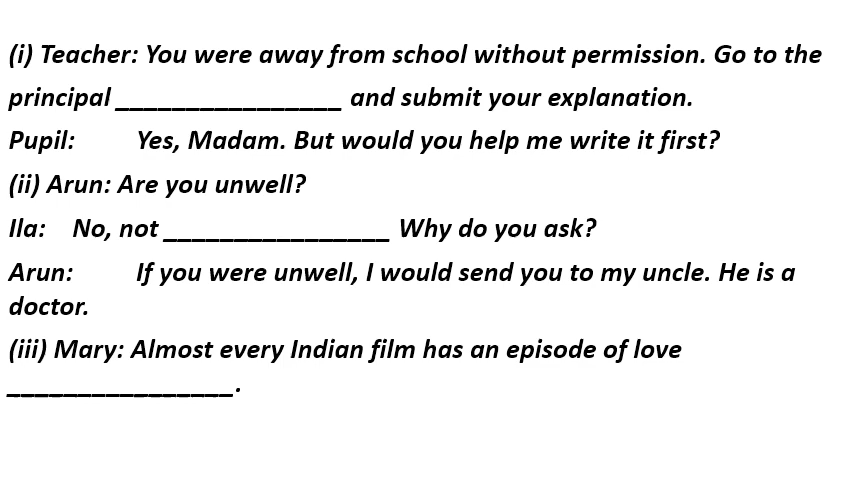 (i) Teacher: You were away from school without permission. Go to the
principal ________________ and submit your explanation.
Pupil: Yes, Madam. But would you help me write it first?
(ii) Arun: Are you unwell?
Ila: No, not ________________ Why do you ask?
Arun: If you were unwell, I would send you to my uncle. He is a
doctor.
(iii) Mary: Almost every Indian film has an episode of love
________________.